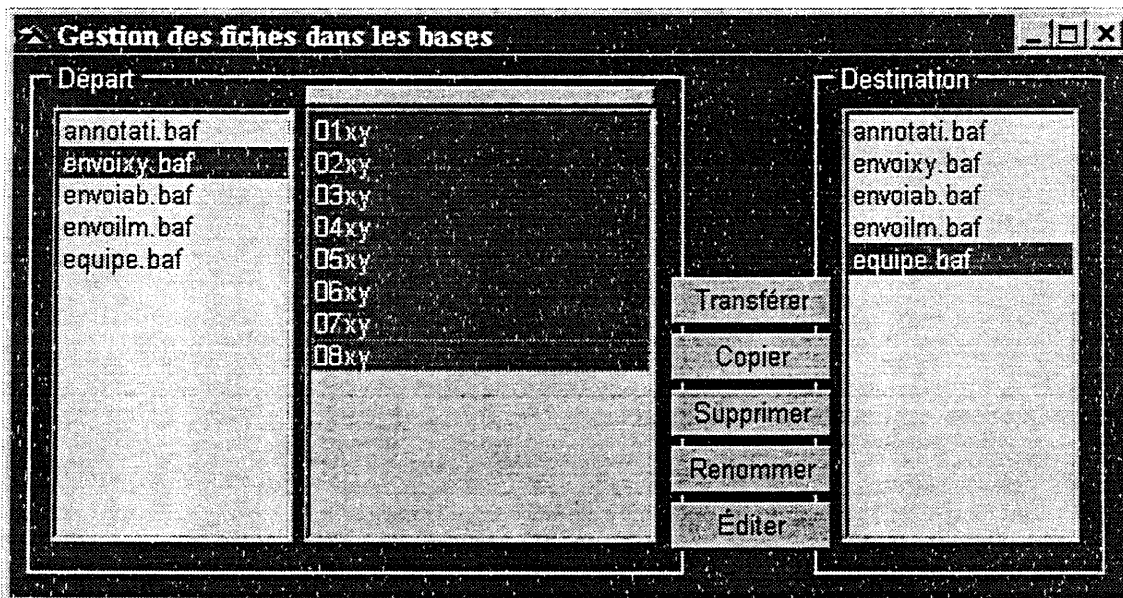 Gestion des fiches dans les bases
Départ
annotati.baf
envoixy.baf
envoiab.baf
envoilm.baf
equipe.baf
01xy
02xy
03xy
04xy
05xy
06xy
07xy
08xy
Transférer
Copier
Supprimer
Renommer
Éditer
Destination
annotati.baf
envoixy.baf
envoiab.baf
envoilm.baf
equipe.baf